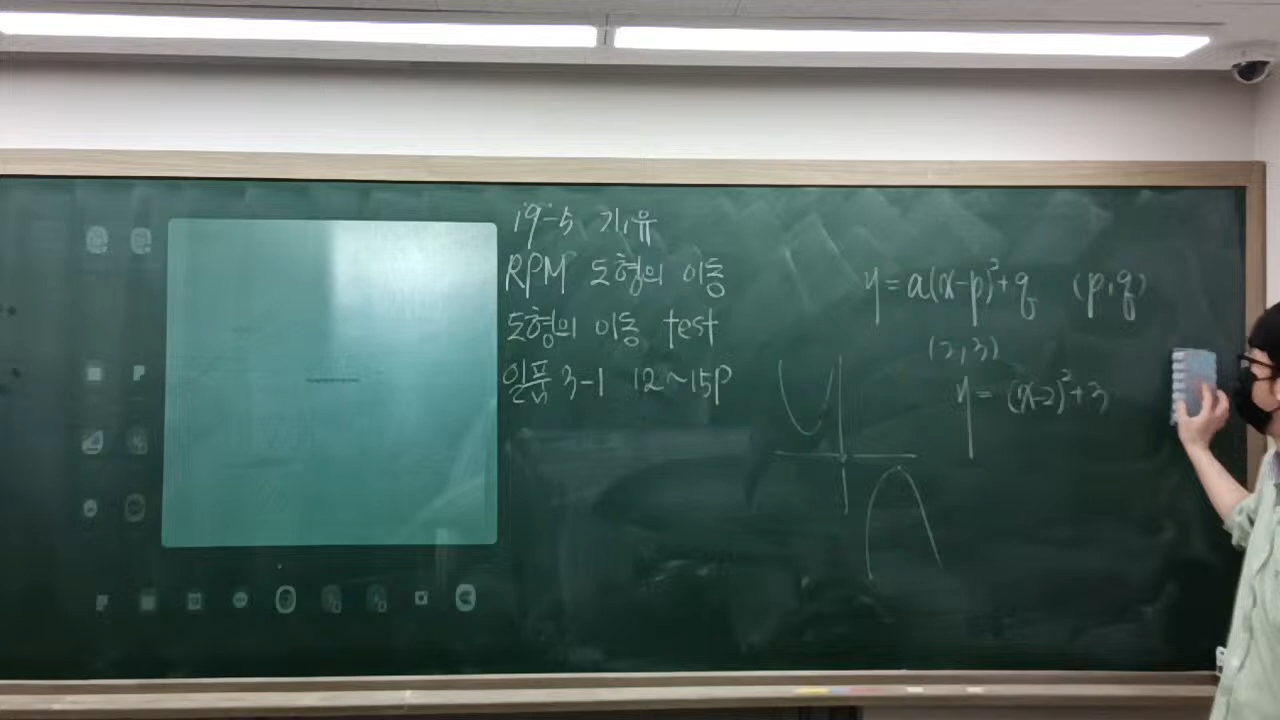 19-5 기,유
RPM 도형의 이동
도형의 이동 test
일품 3-1 12~15P
y=a(x-p)²+q (p,q)
(2,3)
y=(x-2)²+3